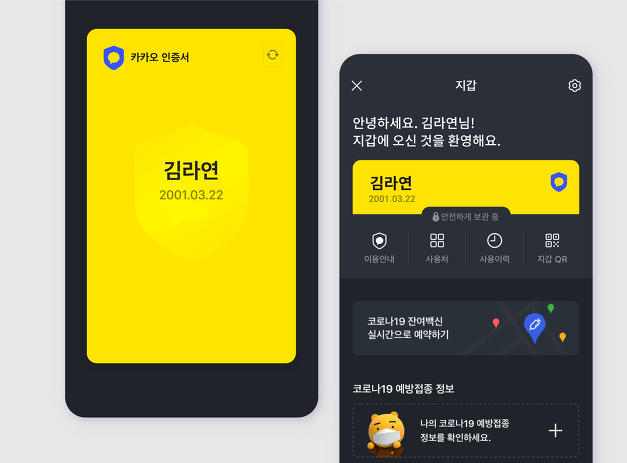 카카오 인증서
김라연
2001.03.22
지갑
안녕하세요. 김라연님!
지갑에 오신 것을 환영해요.
김라연
2001.03.22
안전하게 보관 중
이용안내
사용처
사용이력
지갑 QR
코로나19 잔여백신
실시간으로 예약하기
코로나19 예방접종 정보
나의 코로나19 예방접종
정보를 확인하세요.